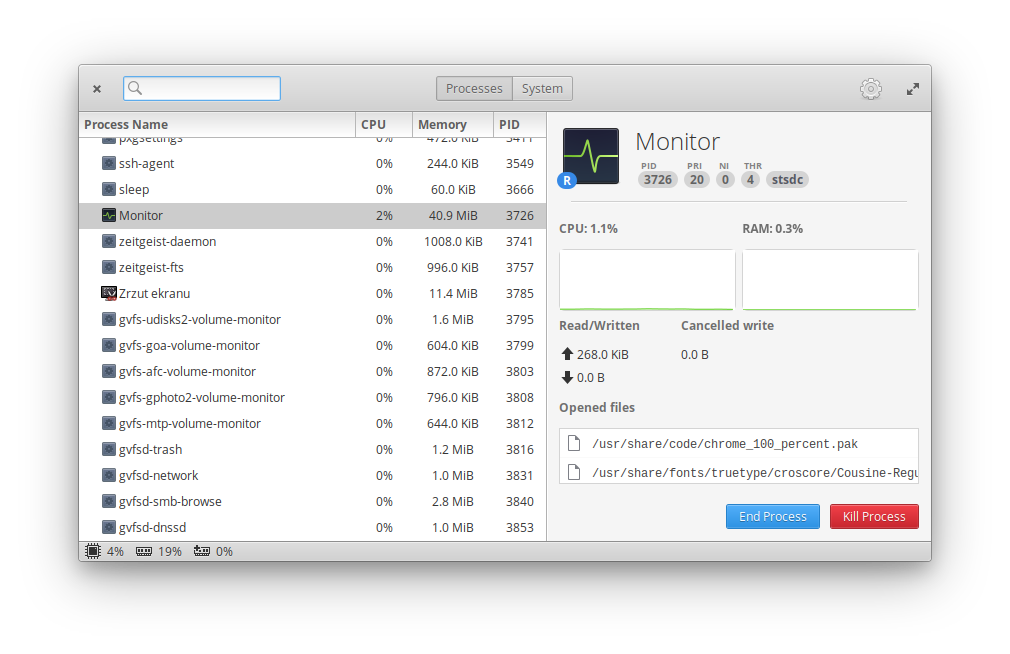 Processes System
Process Name CPU Memory PID
pxgsettings 0% 472.0 KiB 3411
ssh-agent 0% 244.0 KiB 3549
sleep 0% 60.0 KiB 3666
Monitor 2% 40.9 MiB 3726
zeitgeist-daemon 0% 1008.0 KiB 3741
zeitgeist-fts 0% 996.0 KiB 3757
Zrzut ekranu 0% 11.4 MiB 3785
gvfs-udisks2-volume-monitor 0% 1.6 MiB 3795
gvfs-goa-volume-monitor 0% 604.0 KiB 3799
gvfs-afc-volume-monitor 0% 872.0 KiB 3803
gvfs-gphoto2-volume-monitor 0% 796.0 KiB 3808
gvfs-mtp-volume-monitor 0% 644.0 KiB 3812
gvfsd-trash 0% 1.2 MiB 3816
gvfsd-network 0% 1.0 MiB 3831
gvfsd-smb-browse 0% 2.8 MiB 3840
gvfsd-dnssd 0% 1.0 MiB 3853
4% 19% 0%
Monitor
R
PID PRI NI THR
3726 20 0 4 stsdc
CPU: 1.1% RAM: 0.3%
Read/Written Cancelled write
268.0 KiB 0.0 B
0.0 B
Opened files
/usr/share/code/chrome_100_percent.pak
/usr/share/fonts/truetype/croscore/Cousine-Regu
End Process Kill Process